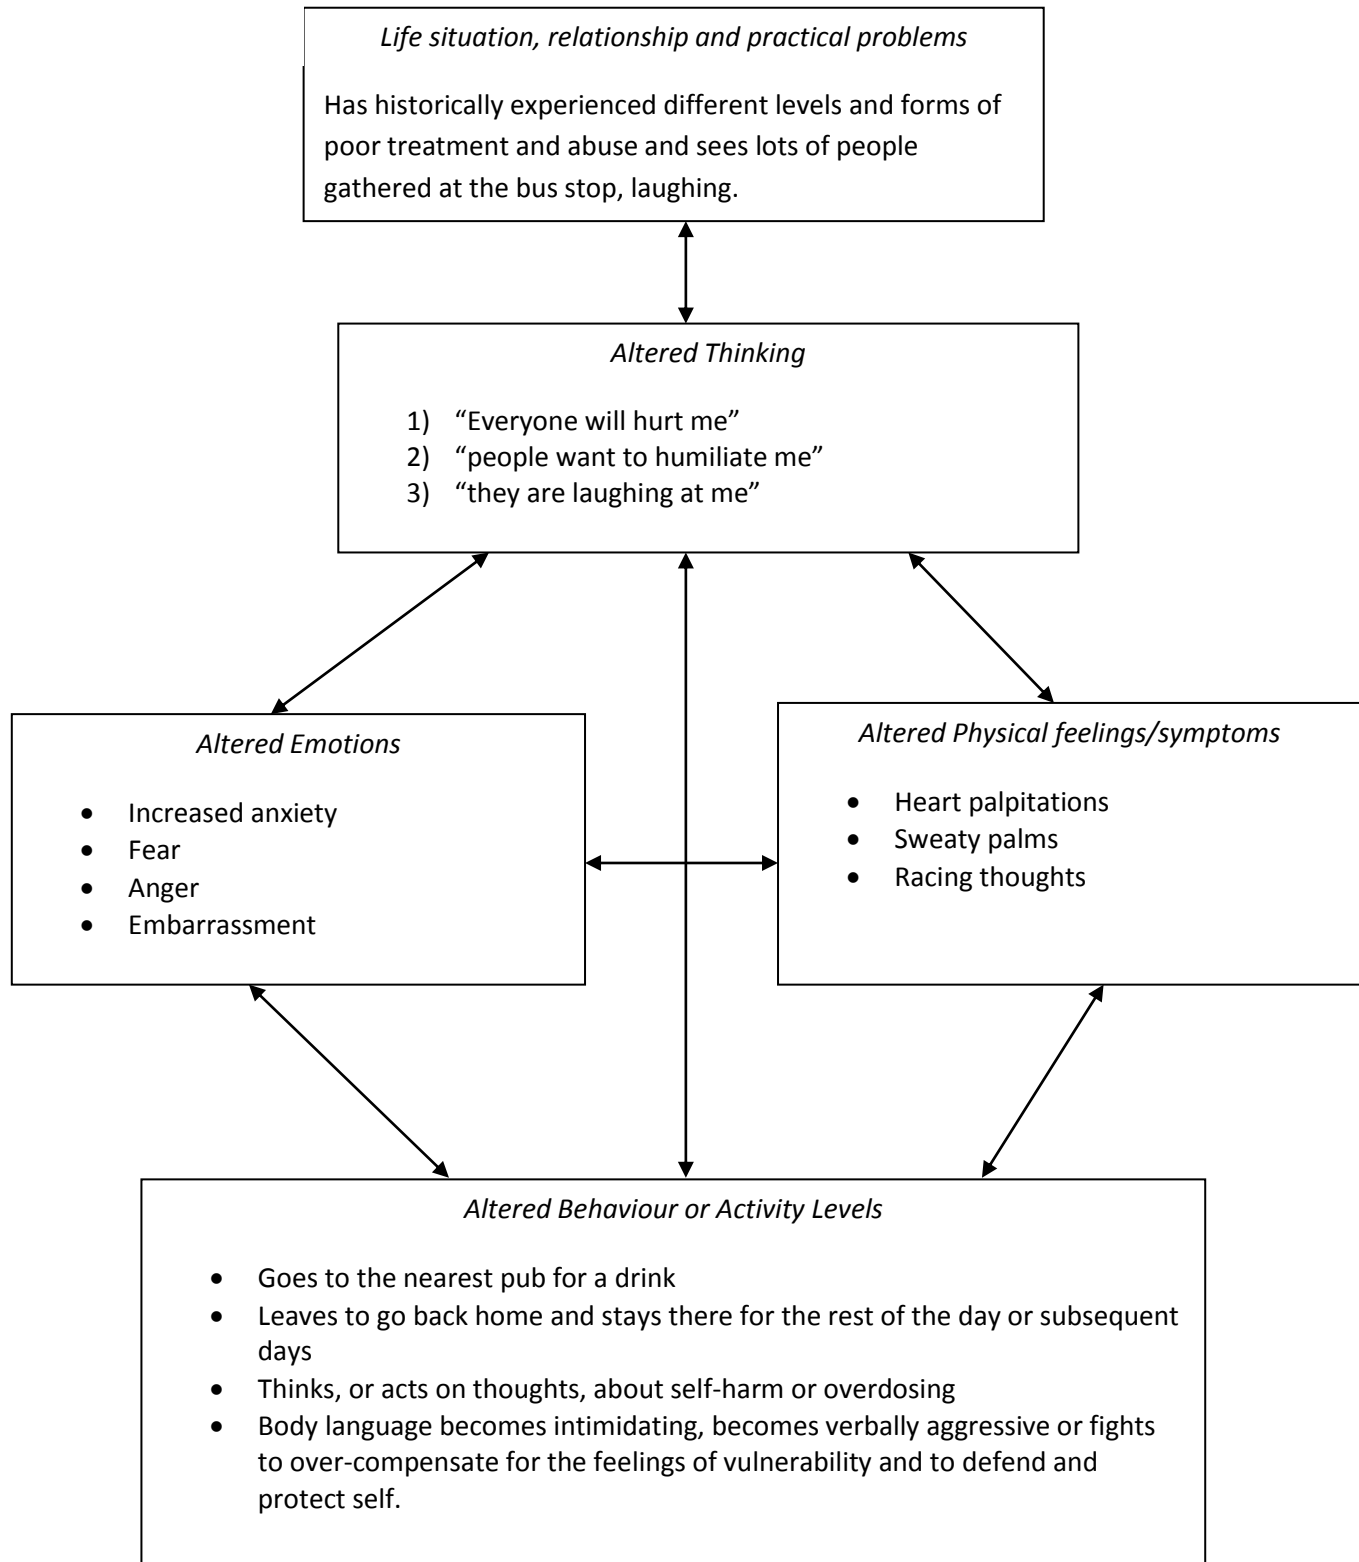 Life situation, relationship and practical problems
Has historically experienced different levels and forms of
poor treatment and abuse and sees lots of people
gathered at the bus stop, laughing.
Altered Thinking
1) “Everyone will hurt me”
2) “people want to humiliate me”
3) “they are laughing at me”
Altered Emotions
• Increased anxiety
• Fear
• Anger
• Embarrassment
Altered Physical feelings/symptoms
• Heart palpitations
• Sweaty palms
• Racing thoughts
Altered Behaviour or Activity Levels
• Goes to the nearest pub for a drink
• Leaves to go back home and stays there for the rest of the day or subsequent
days
• Thinks, or acts on thoughts, about self-harm or overdosing
• Body language becomes intimidating, becomes verbally aggressive or fights
to over-compensate for the feelings of vulnerability and to defend and
protect self.